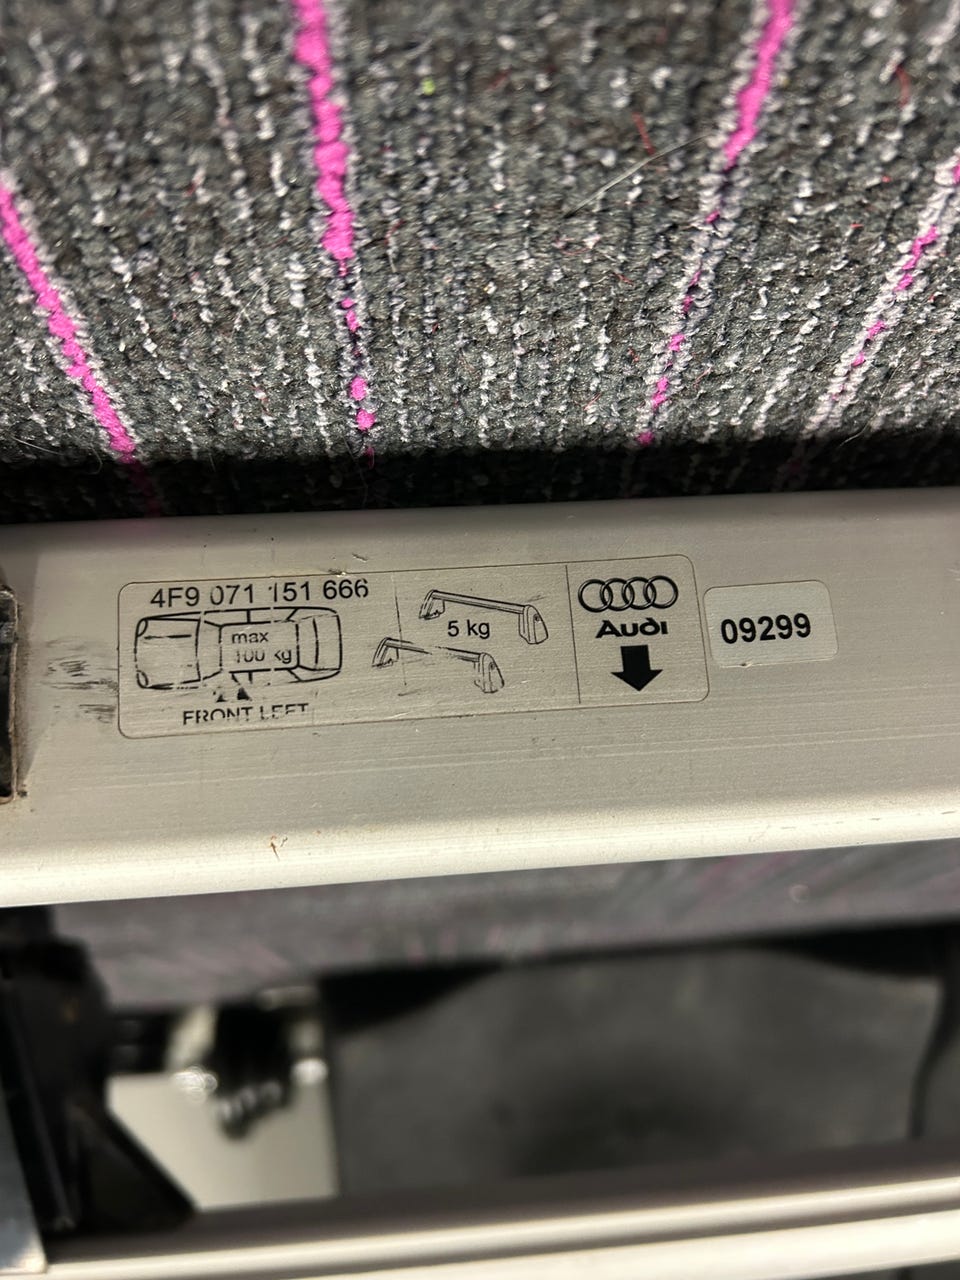 4F9 071 151 666
max
100 kg
FRONT LEFT
5 kg
Audi
09299